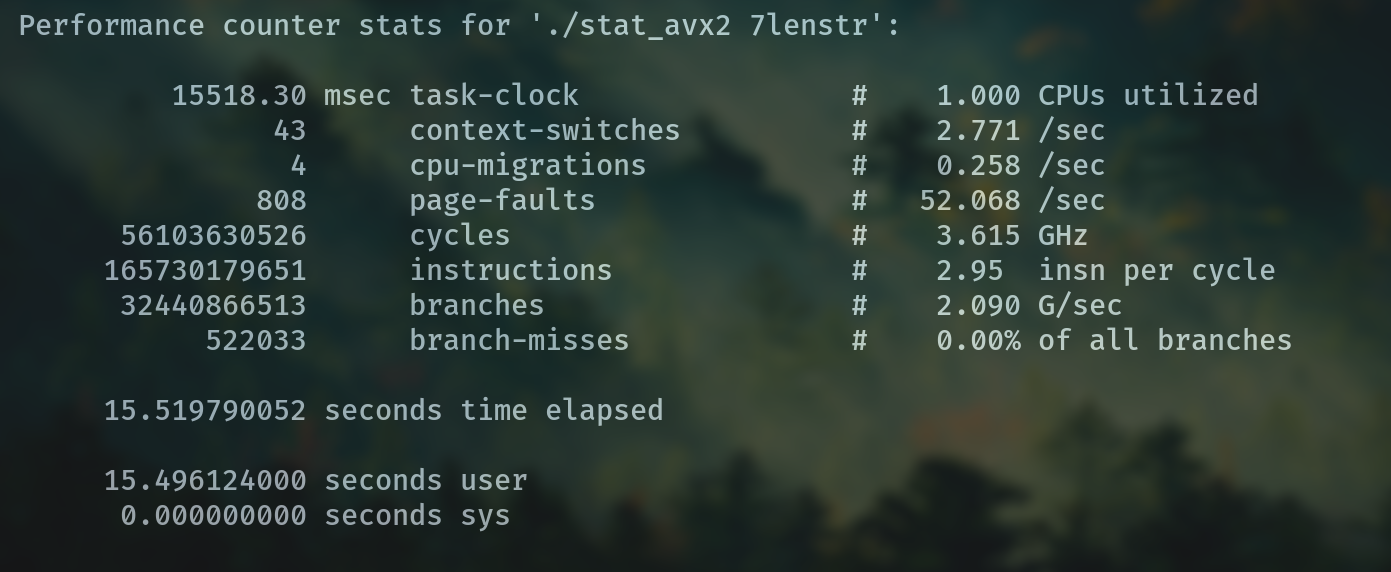 Performance counter stats for './stat_avx2 7lenstr':
15518.30 msec task-clock # 1.000 CPUs utilized
43 context-switches # 2.771 /sec
4 cpu-migrations # 0.258 /sec
808 page-faults # 52.068 /sec
56103630526 cycles # 3.615 GHz
165730179651 instructions # 2.95 insn per cycle
32440866513 branches # 2.090 G/sec
522033 branch-misses # 0.00% of all branches
15.519790052 seconds time elapsed
15.496124000 seconds user
0.000000000 seconds sys